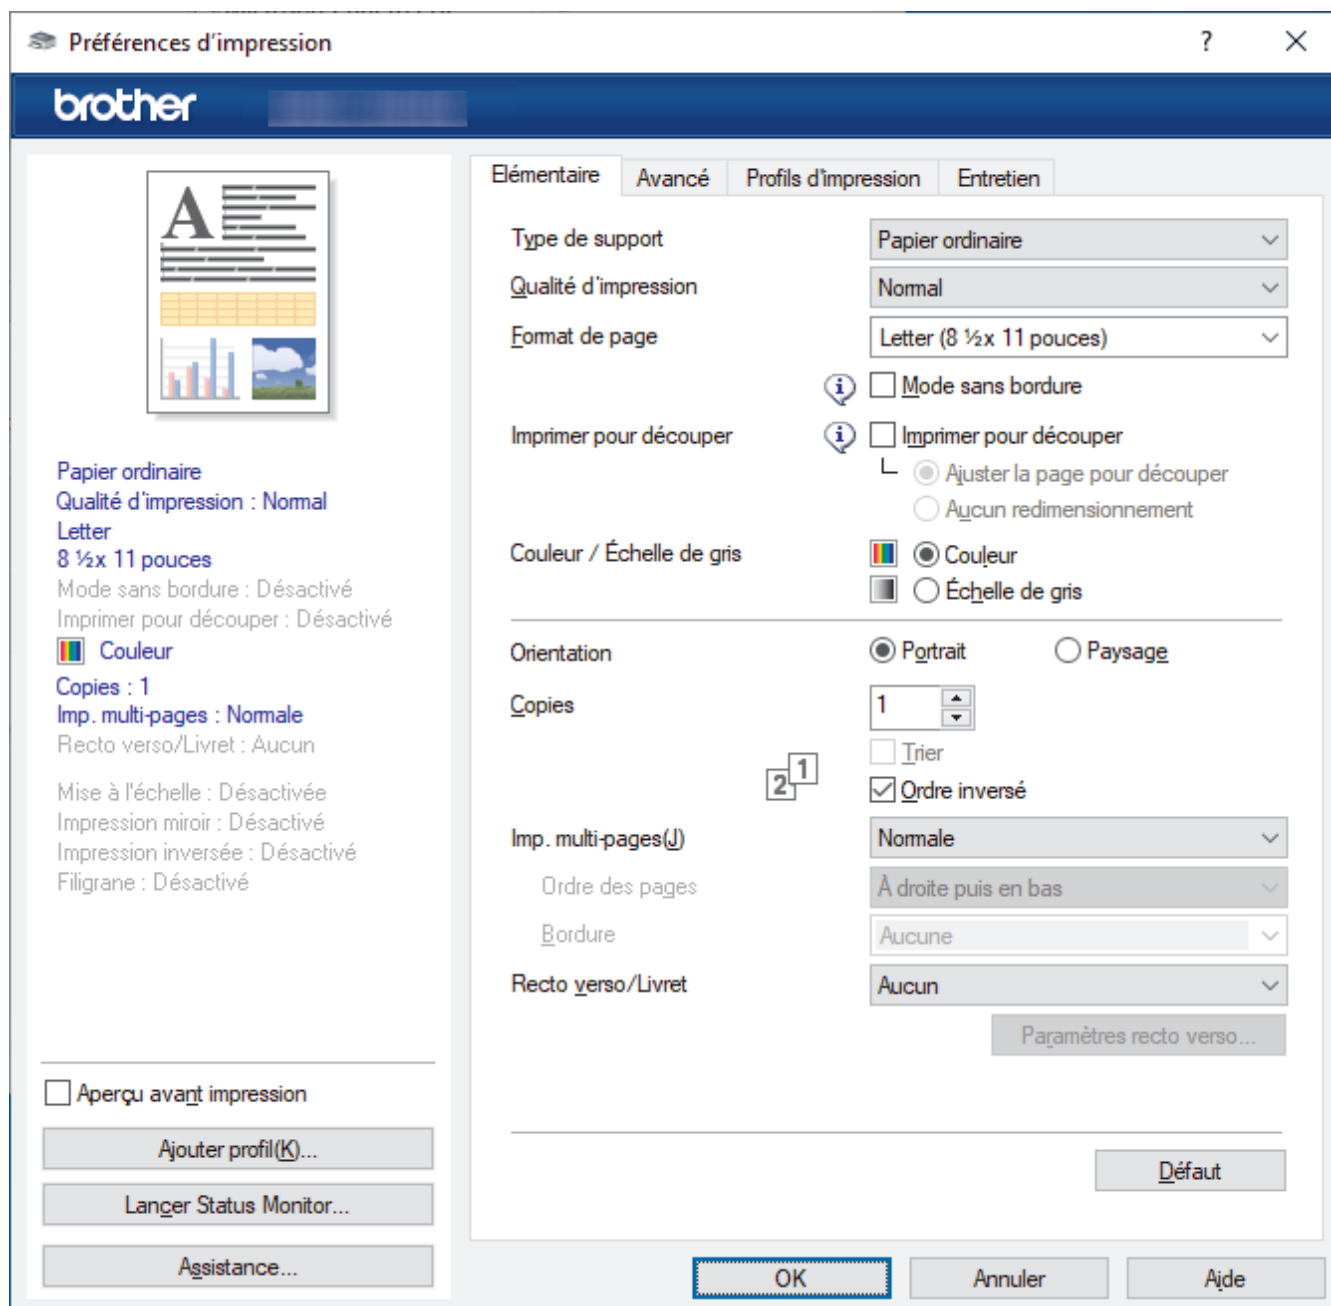 Préférences d'impression
?
brother
A
Papier ordinaire
Qualité d'impression : Normal
Letter
8 ½x 11 pouces
Mode sans bordure : Désactivé
Imprimer pour découper : Désactivé
Couleur
Copies : 1
Imp. multi-pages : Normale
Recto verso/Livret : Aucun
Mise à l'échelle : Désactivée
Impression miroir : Désactivé
Impression inversée : Désactivé
Filigrane : Désactivé
Aperçu avant impression
Ajouter profil(K)...
Lancer Status Monitor...
Assistance...
Elémentaire Avancé Profils d'impression Entretien
Type de support Papier ordinaire
Qualité d'impression Normal
Format de page Letter (8 ½x 11 pouces)
i Mode sans bordure
Imprimer pour découper i Imprimer pour découper
Ajuster la page pour découper
Aucun redimensionnement
Couleur / Échelle de gris Couleur
Échelle de gris
Orientation Portrait Paysage
Copies 1
Trier
2 1 Ordre inversé
Imp. multi-pages(J) Normale
Ordre des pages À droite puis en bas
Bordure Aucune
Recto verso/Livret Aucun
Paramètres recto verso...
Défaut
OK Annuler Aide